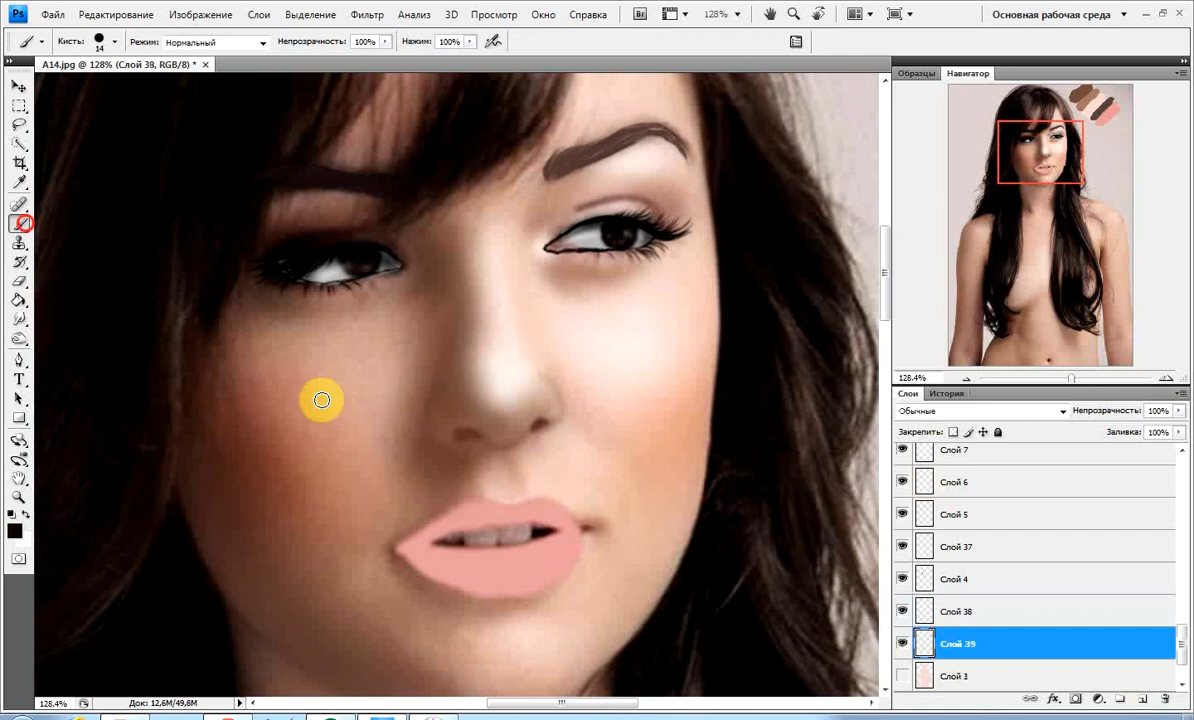 Ps Файл Редактирование Изображение Слои Выделение Фильтр Анализ 3D Просмотр Окно Справка Br 128% Основная рабочая среда
Кисть: 14 Режим: Нормальный Непрозрачность: 100% Нажим: 100%
A14.jpg @ 128% (Слой 39, RGB/8) *
Образцы Навигатор
128.4%
Слои История
Обычные Непрозрачность: 100%
Закрепить: Заливка: 100%
Слой 7
Слой 6
Слой 5
Слой 37
Слой 4
Слой 38
Слой 39
Слой 3
T
fx
128,4% Док: 12,6M/49,8M